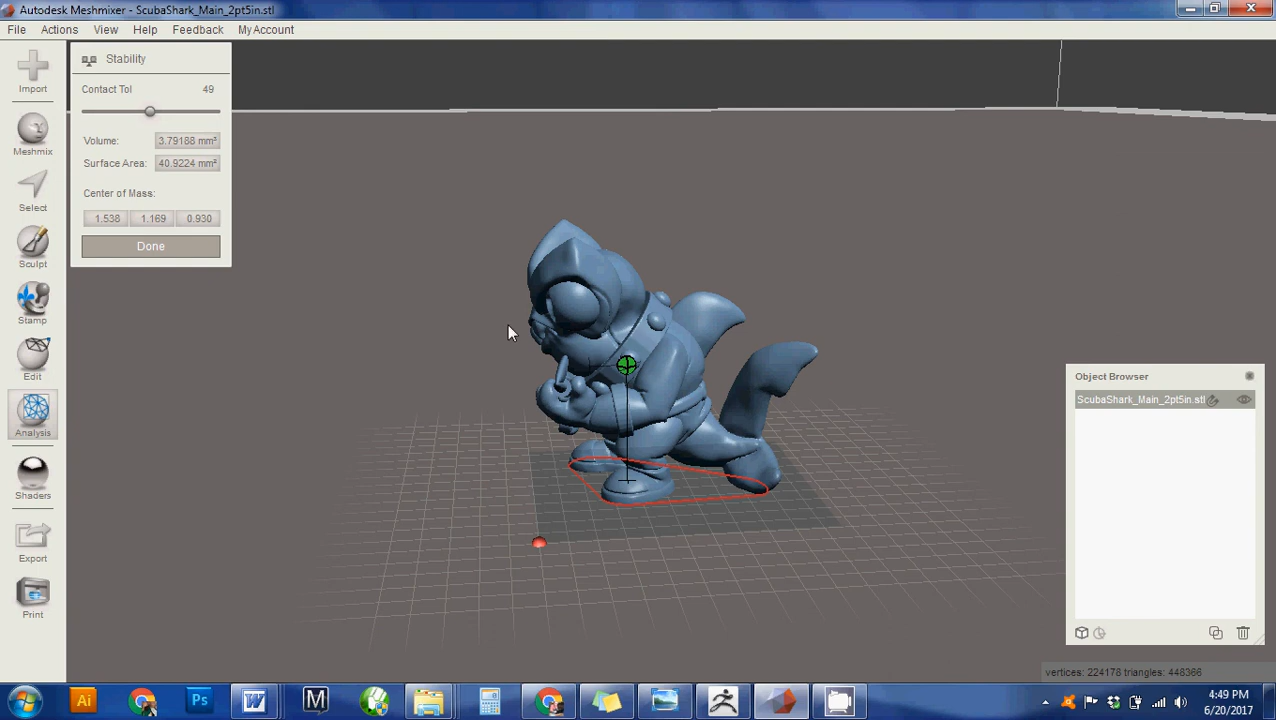 Autodesk Meshmixer - ScubaShark_Main_2pt5in.stl
File Actions View Help Feedback My Account
Import
Meshmix
Select
Sculpt
Stamp
Edit
Analysis
Shaders
Export
Print
Stability
Contact Tol 49
Volume: 3.79188 mm³
Surface Area: 40.9224 mm²
Center of Mass:
1.538 1.169 0.930
Done
Object Browser
ScubaShark_Main_2pt5in.stl
vertices: 224178 triangles: 448366
Ai
Ps
W
M
4:49 PM
6/20/2017